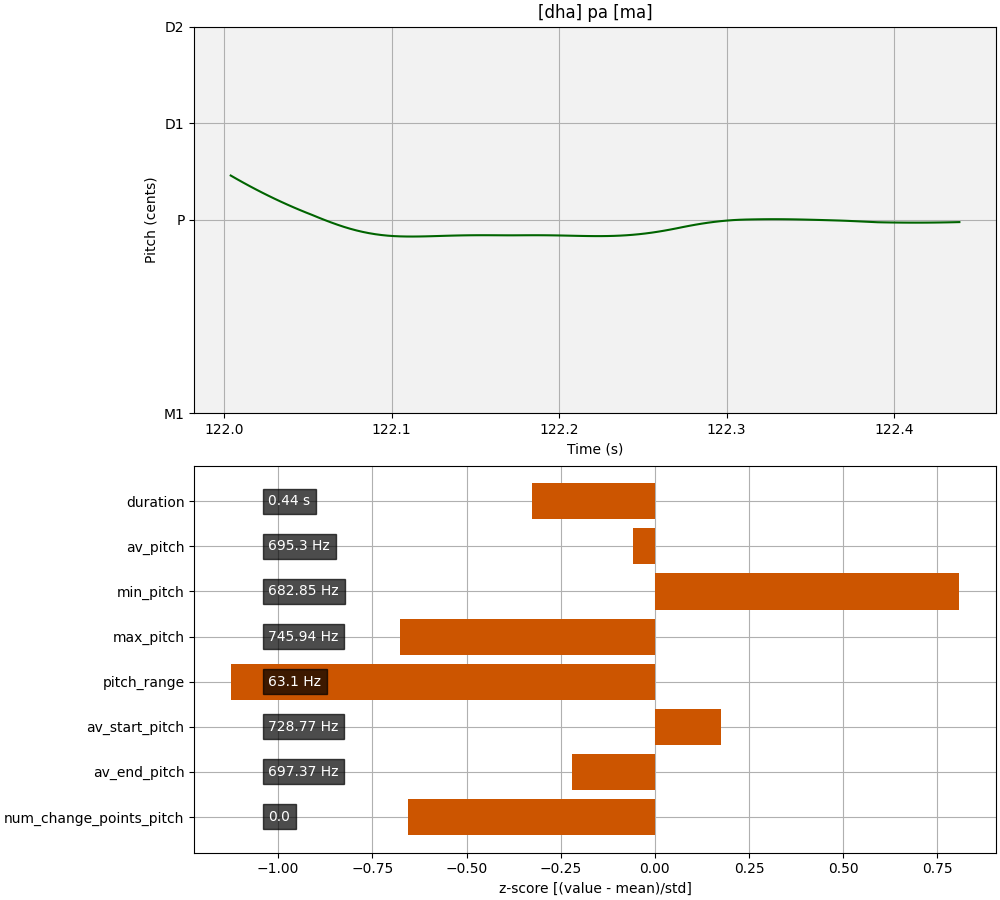 [dha] pa [ma]
D2
D1
P
M1
Pitch (cents)
122.0 122.1 122.2 122.3 122.4
Time (s)
duration 0.44 s
av_pitch 695.3 Hz
min_pitch 682.85 Hz
max_pitch 745.94 Hz
pitch_range 63.1 Hz
av_start_pitch 728.77 Hz
av_end_pitch 697.37 Hz
num_change_points_pitch 0.0
−1.00 −0.75 −0.50 −0.25 0.00 0.25 0.50 0.75
z-score [(value - mean)/std]